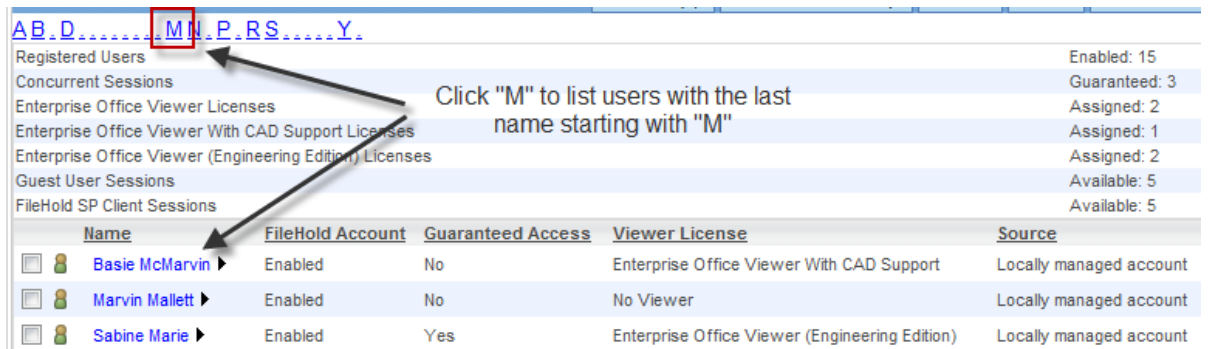 A B . D . . . . . . . . M N . P . R S . . . . . Y .
Registered Users Enabled: 15
Concurrent Sessions Guaranteed: 3
Enterprise Office Viewer Licenses Assigned: 2
Enterprise Office Viewer With CAD Support Licenses Assigned: 1
Enterprise Office Viewer (Engineering Edition) Licenses Assigned: 2
Guest User Sessions Available: 5
FileHold SP Client Sessions Available: 5
Click "M" to list users with the last
name starting with "M"
Name FileHold Account Guaranteed Access Viewer License Source
Basie McMarvin Enabled No Enterprise Office Viewer With CAD Support Locally managed account
Marvin Mallett Enabled No No Viewer Locally managed account
Sabine Marie Enabled Yes Enterprise Office Viewer (Engineering Edition) Locally managed account